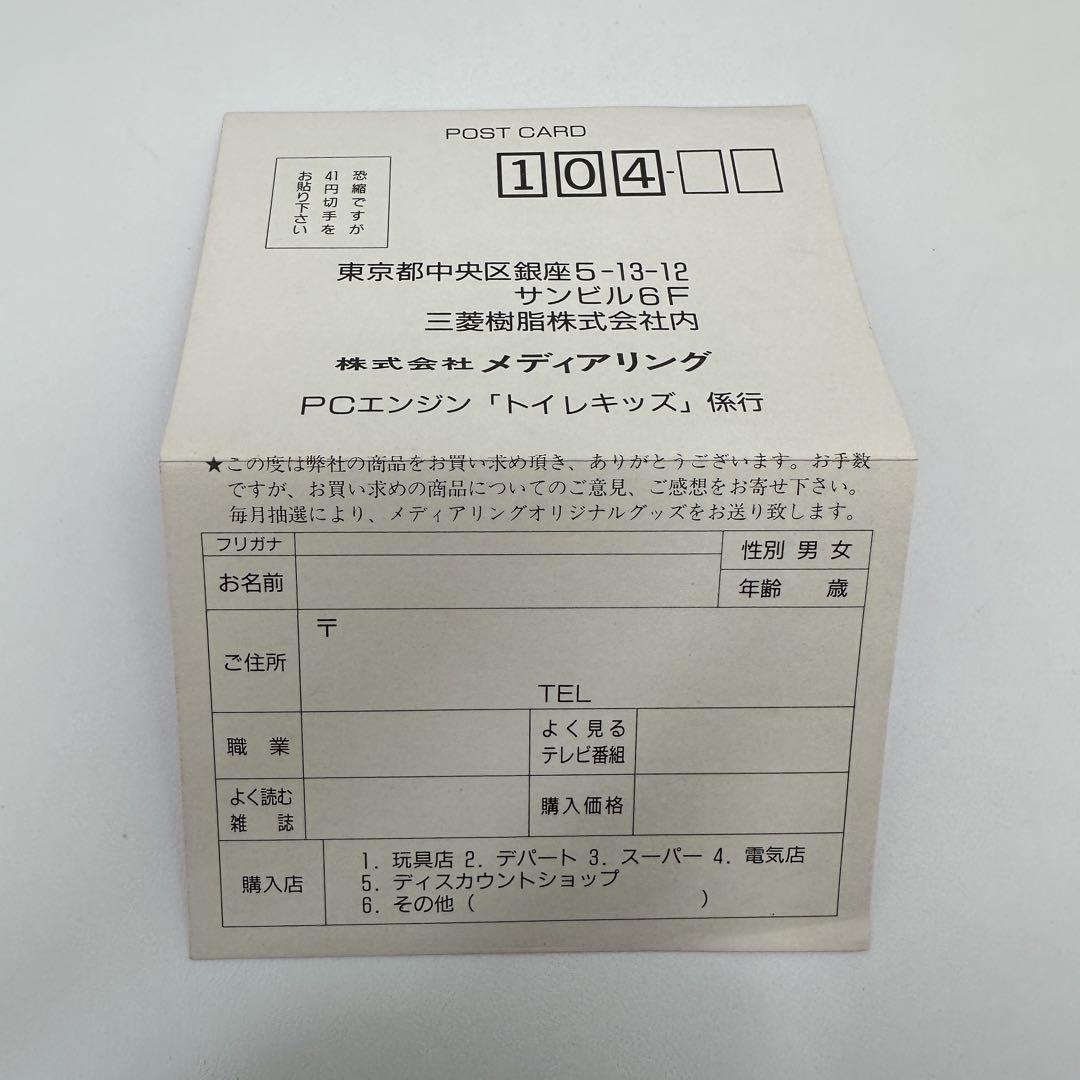 POST CARD
104-
恐縮ですが
41円切手を
お貼り下さい
東京都中央区銀座5-13-12
サンビル6F
三菱樹脂株式会社内
株式会社メディアリング
PCエンジン「トイレキッズ」係行
★この度は弊社の商品をお買い求め頂き、ありがとうございます。お手数
ですが、お買い求めの商品についてのご意見、ご感想をお寄せ下さい。
毎月抽選により、メディアリングオリジナルグッズをお送り致します。
フリガナ
お名前
性別 男 女
年齢 歳
ご住所
〒
TEL
職業
よく見る
テレビ番組
よく読む
雑誌
購入価格
購入店
1. 玩具店 2. デパート 3. スーパー 4. 電気店
5. ディスカウントショップ
6. その他 ( )